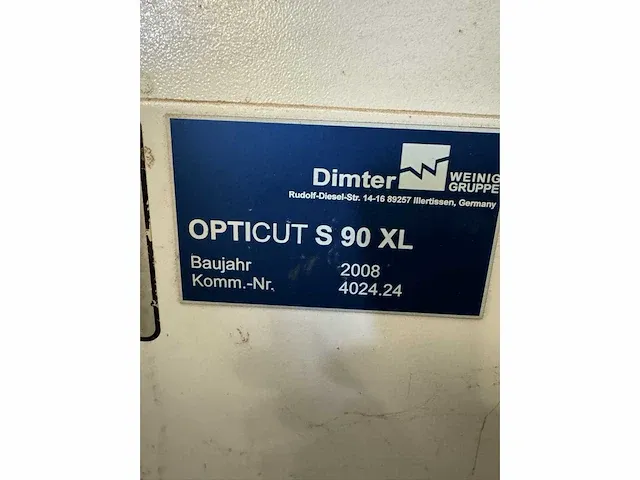 Dimter WEINIG
GRUPPE
Rudolf-Diesel-Str. 14-16 89257 Illertissen, Germany
OPTICUT S 90 XL
Baujahr 2008
Komm.-Nr. 4024.24